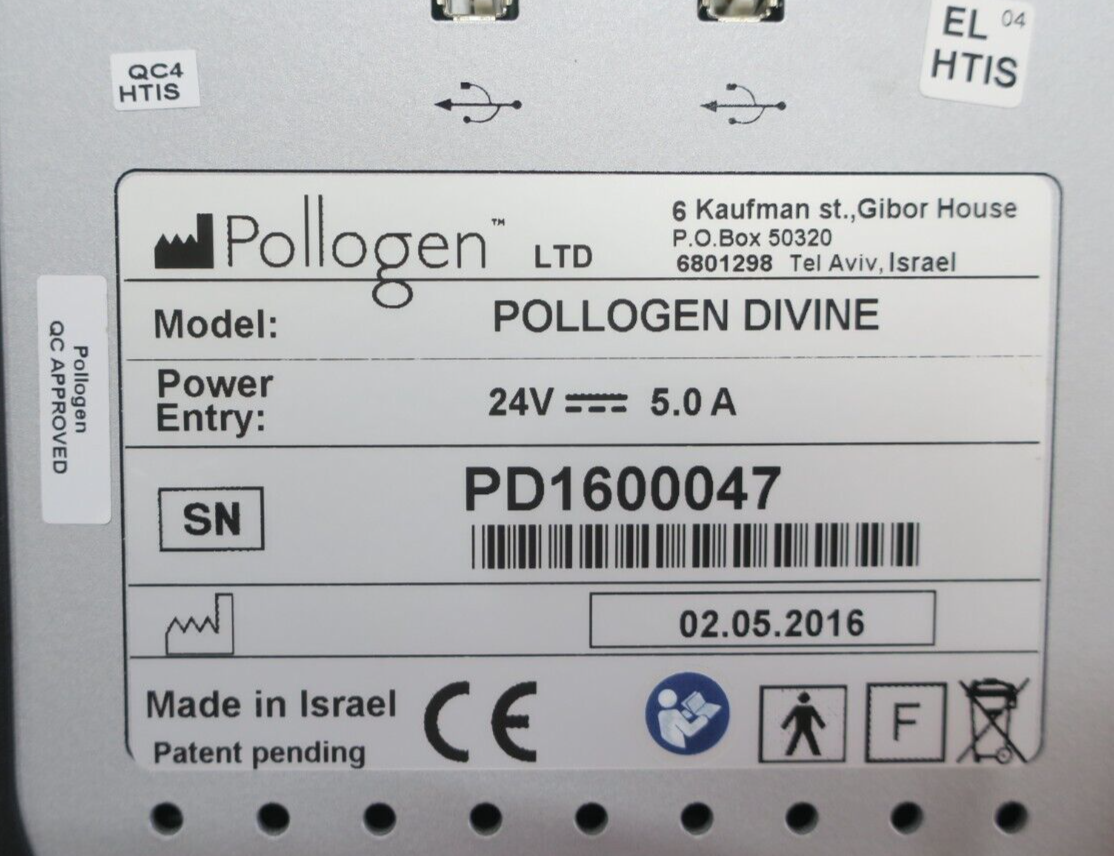 EL 04
HTIS
QC4
HTIS
Pollogen™ LTD
6 Kaufman st.,Gibor House
P.O.Box 50320
6801298 Tel Aviv, Israel
Model: POLLOGEN DIVINE
Power
Entry: 24V 5.0 A
Pollogen
QC APPROVED
SN PD1600047
02.05.2016
Made in Israel CE
Patent pending
F